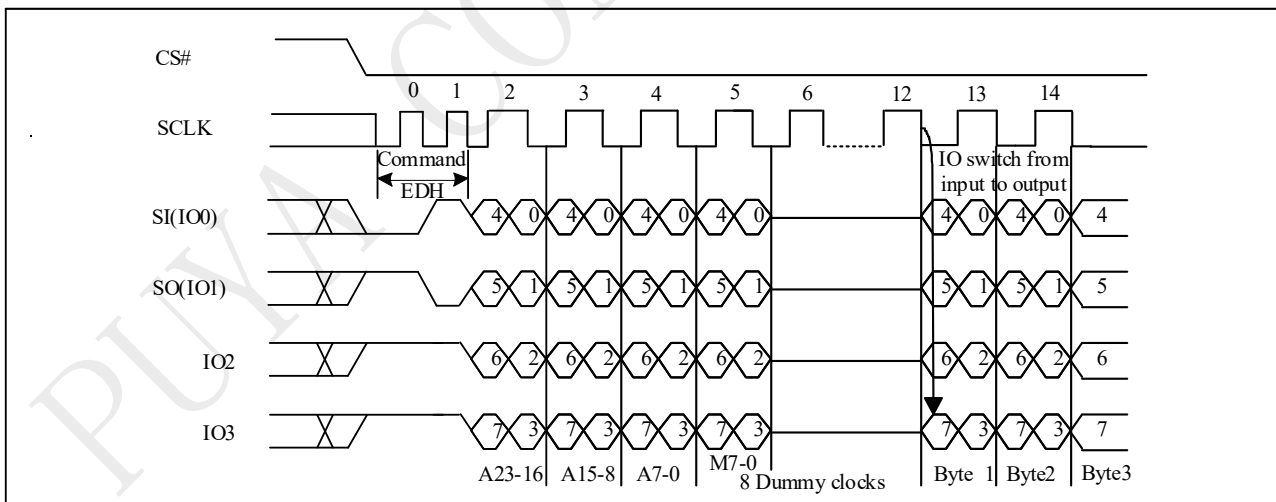 PUYA CON
CS#
0 1 2 3 4 5 6 12 13 14
SCLK
Command
EDH
IO switch from
input to output
SI(IO0)
4 0 4 0 4 0 4 0 4 0 4 0 4
SO(IO1)
5 1 5 1 5 1 5 1 5 1 5 1 5
IO2
6 2 6 2 6 2 6 2 6 2 6 2 6
IO3
7 3 7 3 7 3 7 3 7 3 7 3 7
A23-16 A15-8 A7-0 M7-0 8 Dummy clocks Byte 1 Byte2 Byte3